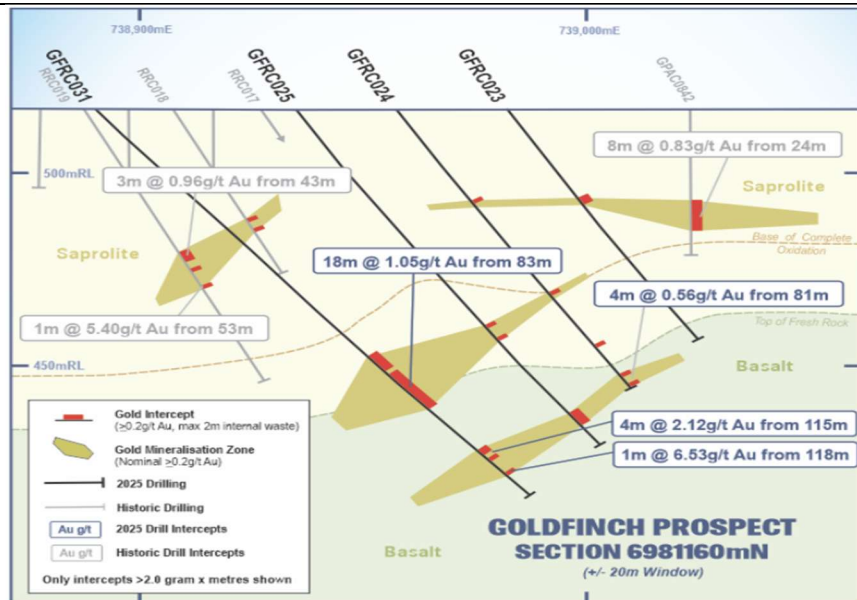 738,900mE
739,000mE
GFRC031
RRC019
RRC018
RRC017
GFRC025
GFRC024
GFRC023
GPAC0842
500mRL
8m @ 0.83g/t Au from 24m
3m @ 0.96g/t Au from 43m
Saprolite
Saprolite
Base of Complete
Oxidation
18m @ 1.05g/t Au from 83m
4m @ 0.56g/t Au from 81m
1m @ 5.40g/t Au from 53m
Top of Fresh Rock
450mRL
Basalt
Gold Intercept
(≥0.2g/t Au, max 2m internal waste)
Gold Mineralisation Zone
(Nominal ≥0.2g/t Au)
2025 Drilling
Historic Drilling
Au g/t 2025 Drill Intercepts
Au g/t Historic Drill Intercepts
Only intercepts >2.0 gram x metres shown
4m @ 2.12g/t Au from 115m
1m @ 6.53g/t Au from 118m
Basalt
GOLDFINCH PROSPECT
SECTION 6981160mN
(+/- 20m Window)